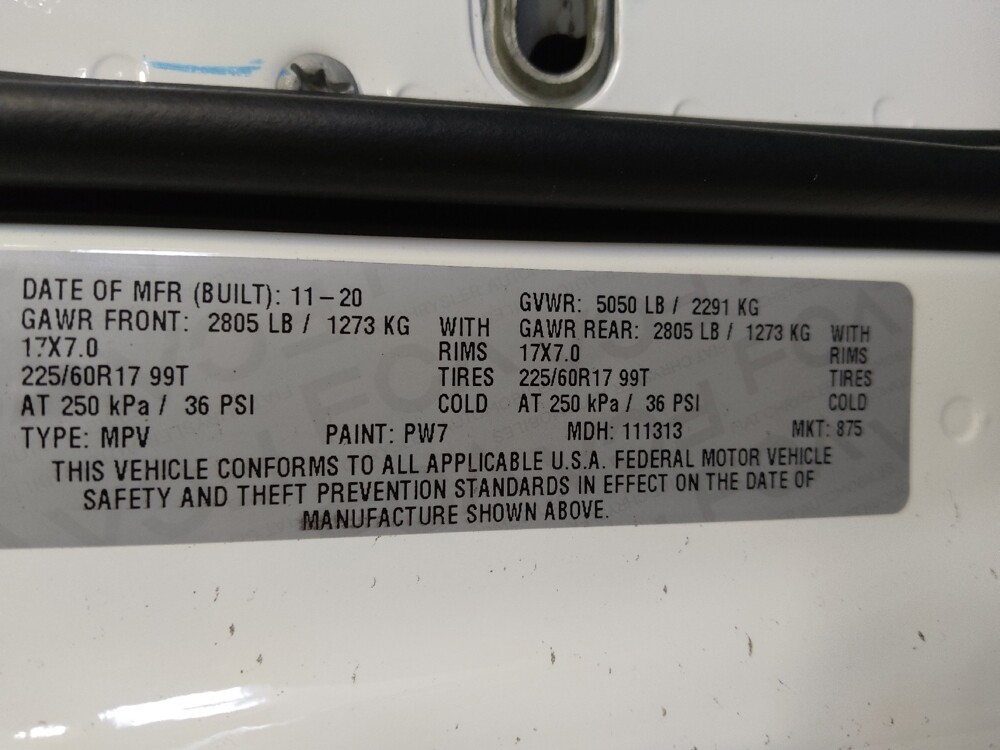 DATE OF MFR (BUILT): 11-20 GVWR: 5050 LB / 2291 KG
GAWR FRONT: 2805 LB / 1273 KG WITH GAWR REAR: 2805 LB / 1273 KG WITH
17X7.0 RIMS 17X7.0 RIMS
225/60R17 99T TIRES 225/60R17 99T TIRES
AT 250 kPa / 36 PSI COLD AT 250 kPa / 36 PSI COLD
TYPE: MPV PAINT: PW7 MDH: 111313 MKT: 875
THIS VEHICLE CONFORMS TO ALL APPLICABLE U.S.A. FEDERAL MOTOR VEHICLE
SAFETY AND THEFT PREVENTION STANDARDS IN EFFECT ON THE DATE OF
MANUFACTURE SHOWN ABOVE.